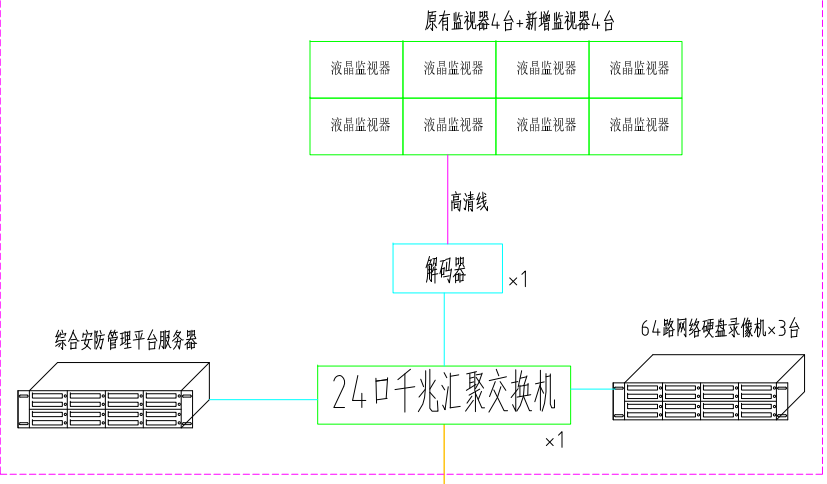 原有监视器4台+新增监视器4台
液晶监视器 液晶监视器 液晶监视器 液晶监视器
液晶监视器 液晶监视器 液晶监视器 液晶监视器
高清线
解码器
×1
64路网络硬盘录像机×3台
综合安防管理平台服务器
24口千兆汇聚交换机
×1